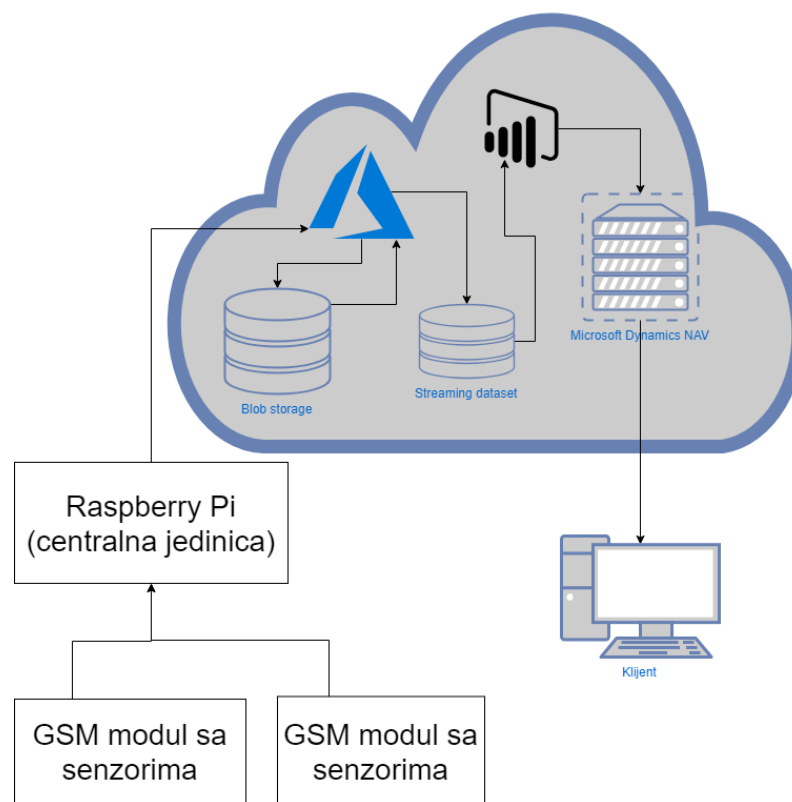 Microsoft Dynamics NAV
Blob storage
Streaming dataset
Raspberry Pi
(centralna jedinica)
Klijent
GSM modul sa
senzorima
GSM modul sa
senzorima